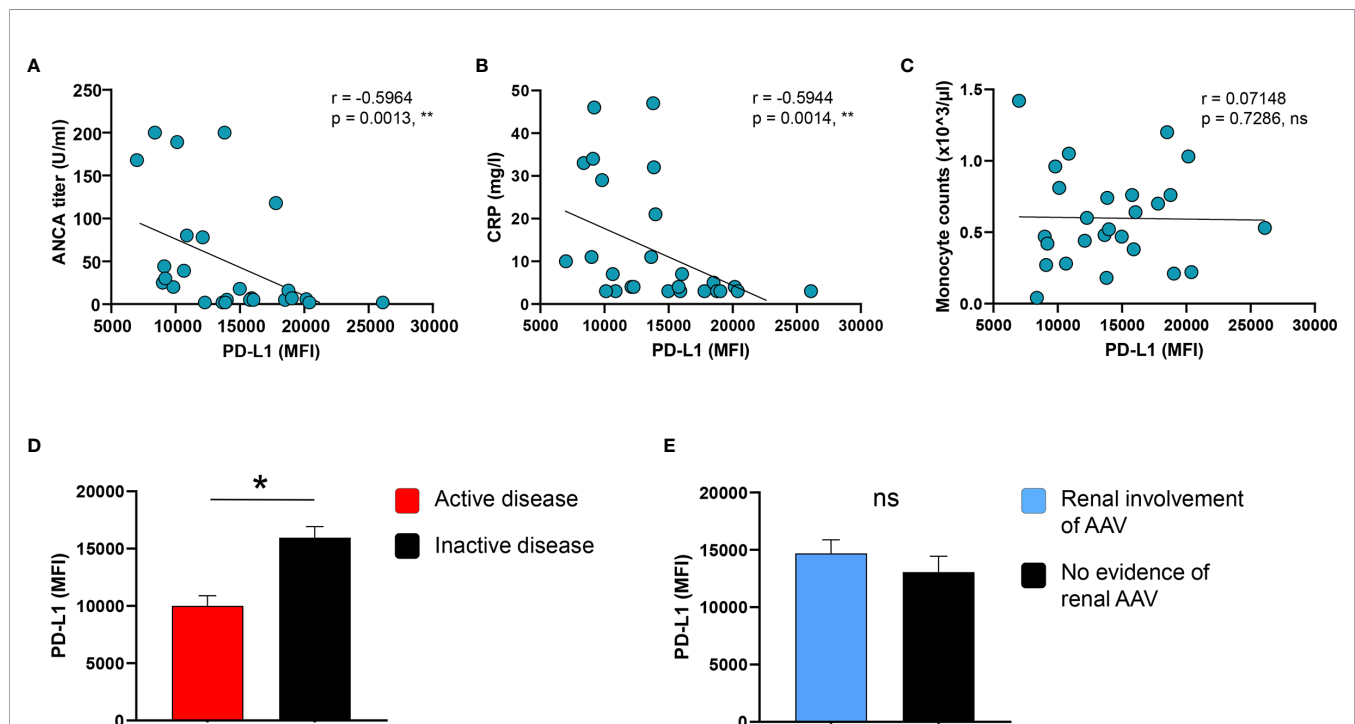 A
250
200
150
100
50
0
ANCA titer (U/ml)
r = -0.5964
p = 0.0013, **
5000
10000
15000
20000
25000
30000
PD-L1 (MFI)
B
50
40
30
20
10
0
CRP (mg/l)
r = -0.5944
p = 0.0014, **
5000
10000
15000
20000
25000
30000
PD-L1 (MFI)
C
1.5
1.0
0.5
0.0
Monocyte counts (x10^3/µl)
r = 0.07148
p = 0.7286, ns
5000
10000
15000
20000
25000
30000
PD-L1 (MFI)
D
20000
15000
10000
5000
0
PD-L1 (MFI)
*
Active disease
Inactive disease
E
20000
15000
10000
5000
0
PD-L1 (MFI)
ns
Renal involvement
of AAV
No evidence of
renal AAV